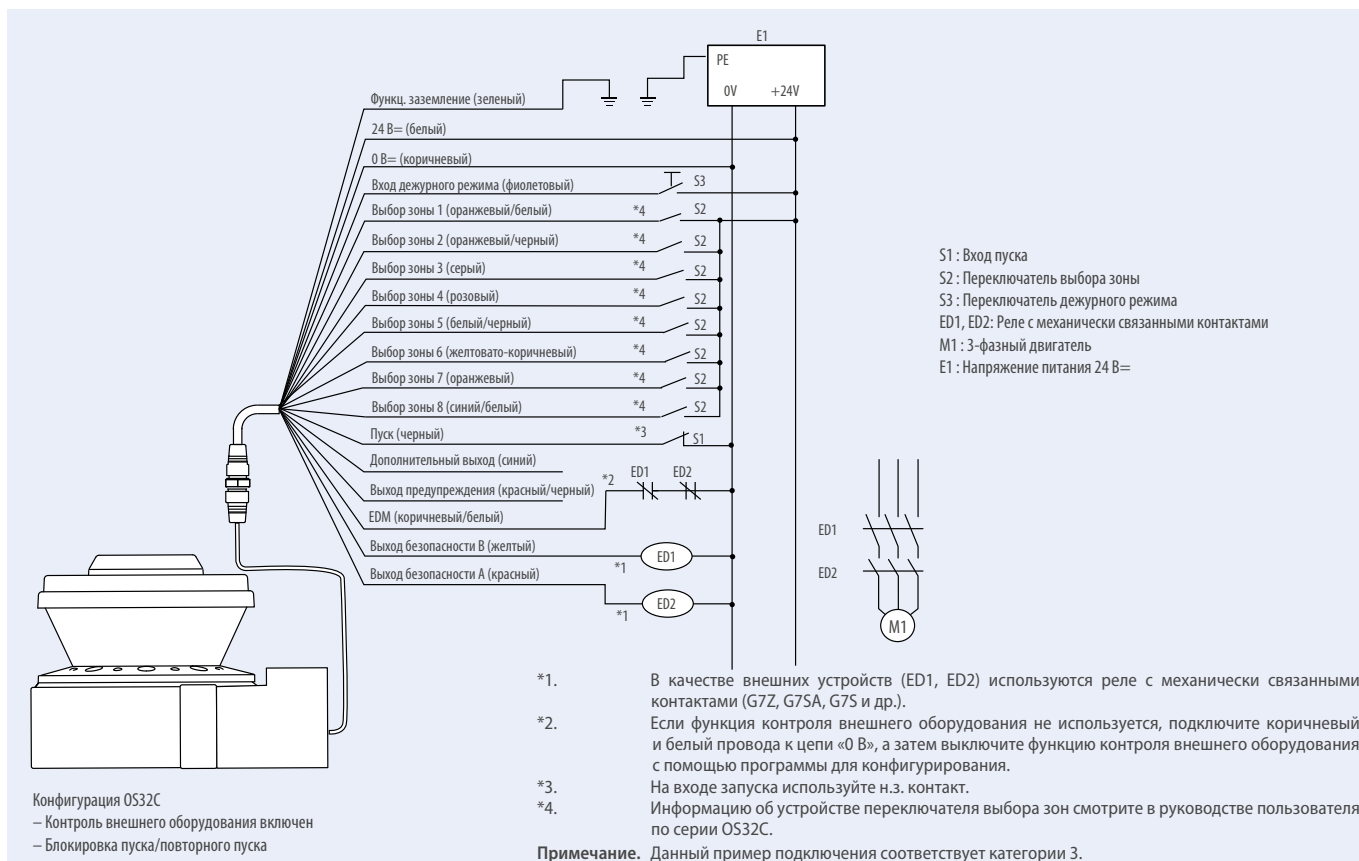 E1
PE
0V +24V
Функц. заземление (зеленый)
24 В= (белый)
0 В= (коричневый)
Вход дежурного режима (фиолетовый) S3
Выбор зоны 1 (оранжевый/белый) *4 S2
Выбор зоны 2 (оранжевый/черный) *4 S2
Выбор зоны 3 (серый) *4 S2
Выбор зоны 4 (розовый) *4 S2
Выбор зоны 5 (белый/черный) *4 S2
Выбор зоны 6 (желтовато-коричневый) *4 S2
Выбор зоны 7 (оранжевый) *4 S2
Выбор зоны 8 (синий/белый) *4 S2
Пуск (черный) *3 S1
Дополнительный выход (синий)
Выход предупреждения (красный/черный) *2 ED1 ED2
EDM (коричневый/белый)
Выход безопасности B (желтый) *1 ED1
Выход безопасности A (красный) *1 ED2
S1 : Вход пуска
S2 : Переключатель выбора зоны
S3 : Переключатель дежурного режима
ED1, ED2: Реле с механически связанными контактами
M1 : 3-фазный двигатель
E1 : Напряжение питания 24 В=
ED1
ED2
M1
Конфигурация OS32C
– Контроль внешнего оборудования включен
– Блокировка пуска/повторного пуска
*1. В качестве внешних устройств (ED1, ED2) используются реле с механически связанными
контактами (G7Z, G7SA, G7S и др.).
*2. Если функция контроля внешнего оборудования не используется, подключите коричневый
и белый провода к цепи «0 В», а затем выключите функцию контроля внешнего оборудования
с помощью программы для конфигурирования.
*3. На входе запуска используйте н.з. контакт.
*4. Информацию об устройстве переключателя выбора зон смотрите в руководстве пользователя
по серии OS32C.
Примечание. Данный пример подключения соответствует категории 3.